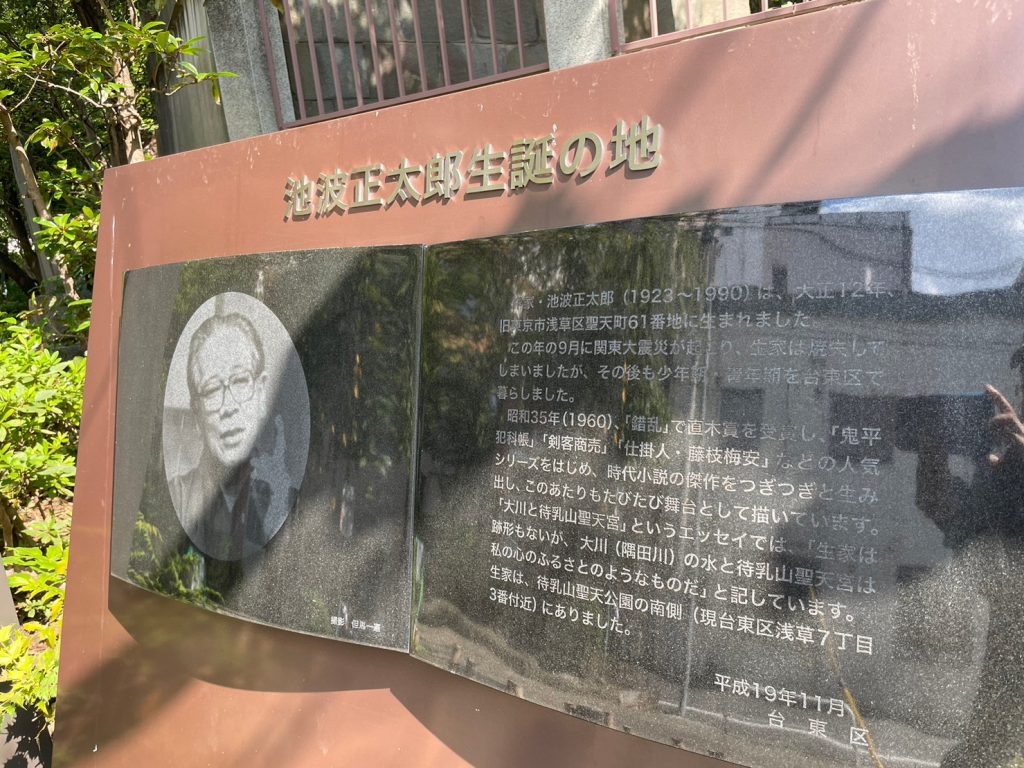 池波正太郎生誕の地
家・池波正太郎(1923〜1990)は、大正12年、
旧東京市浅草区聖天町61番地に生まれました。
この年の9月に関東大震災が起こり、生家は焼失して
しまいましたが、その後も少年期・青年期を台東区で
暮らしました。
昭和35年(1960)、「錯乱」で直木賞を受賞し、「鬼平
犯科帳」「剣客商売」「仕掛人・藤枝梅安」などの人気
シリーズをはじめ、時代小説の傑作をつぎつぎと生み
出し、このあたりもたびたび舞台として描いています。
「大川と待乳山聖天宮」というエッセイでは、「生家は
跡形もないが、大川(隅田川)の水と待乳山聖天宮は
私の心のふるさとのようなものだ」と記しています。
生家は、待乳山聖天公園の南側(現台東区浅草7丁目
3番付近)にありました。
平成19年11月
台東区
撮影 但馬一憲